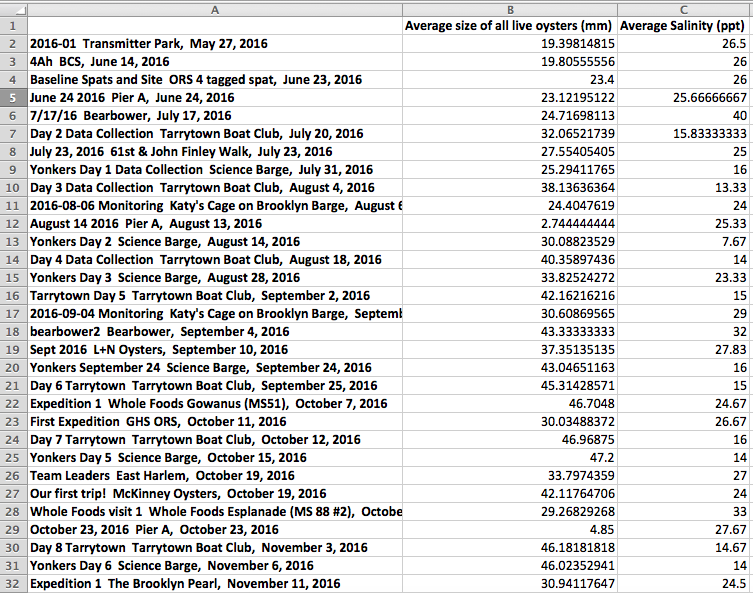 A B C
1 Average size of all live oysters (mm) Average Salinity (ppt)
2 2016-01 Transmitter Park, May 27, 2016 19.39814815 26.5
3 4Ah BCS, June 14, 2016 19.80555556 26
4 Baseline Spats and Site ORS 4 tagged spat, June 23, 2016 23.4 26
5 June 24 2016 Pier A, June 24, 2016 23.12195122 25.66666667
6 7/17/16 Bearbower, July 17, 2016 24.71698113 40
7 Day 2 Data Collection Tarrytown Boat Club, July 20, 2016 32.06521739 15.83333333
8 July 23, 2016 61st & John Finley Walk, July 23, 2016 27.55405405 25
9 Yonkers Day 1 Data Collection Science Barge, July 31, 2016 25.29411765 16
10 Day 3 Data Collection Tarrytown Boat Club, August 4, 2016 38.13636364 13.33
11 2016-08-06 Monitoring Katy's Cage on Brooklyn Barge, August 6 24.4047619 24
12 August 14 2016 Pier A, August 13, 2016 2.744444444 25.33
13 Yonkers Day 2 Science Barge, August 14, 2016 30.08823529 7.67
14 Day 4 Data Collection Tarrytown Boat Club, August 18, 2016 40.35897436 14
15 Yonkers Day 3 Science Barge, August 28, 2016 33.82524272 23.33
16 Tarrytown Day 5 Tarrytown Boat Club, September 2, 2016 42.16216216 15
17 2016-09-04 Monitoring Katy's Cage on Brooklyn Barge, Septemb 30.60869565 29
18 bearbower2 Bearbower, September 4, 2016 43.33333333 32
19 Sept 2016 L+N Oysters, September 10, 2016 37.35135135 27.83
20 Yonkers September 24 Science Barge, September 24, 2016 43.04651163 16
21 Day 6 Tarrytown Tarrytown Boat Club, September 25, 2016 45.31428571 15
22 Expedition 1 Whole Foods Gowanus (MS51), October 7, 2016 46.7048 24.67
23 First Expedition GHS ORS, October 11, 2016 30.03488372 26.67
24 Day 7 Tarrytown Tarrytown Boat Club, October 12, 2016 46.96875 16
25 Yonkers Day 5 Science Barge, October 15, 2016 47.2 14
26 Team Leaders East Harlem, October 19, 2016 33.7974359 27
27 Our first trip! McKinney Oysters, October 19, 2016 42.11764706 24
28 Whole Foods visit 1 Whole Foods Esplanade (MS 88 #2), Octobe 29.26829268 33
29 October 23, 2016 Pier A, October 23, 2016 4.85 27.67
30 Day 8 Tarrytown Tarrytown Boat Club, November 3, 2016 46.18181818 14.67
31 Yonkers Day 6 Science Barge, November 6, 2016 46.02352941 14
32 Expedition 1 The Brooklyn Pearl, November 11, 2016 30.94117647 24.5